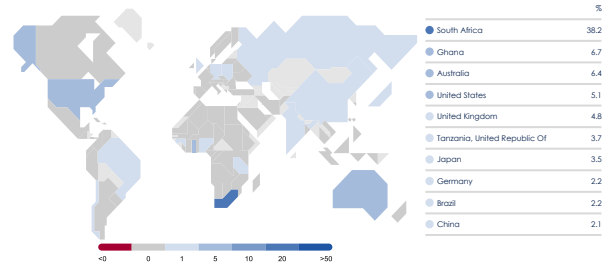 %
South Africa 38.2
Ghana 6.7
Australia 6.4
United States 5.1
United Kingdom 4.8
Tanzania, United Republic Of 3.7
Japan 3.5
Germany 2.2
Brazil 2.2
China 2.1
<0 0 1 5 10 20 >50